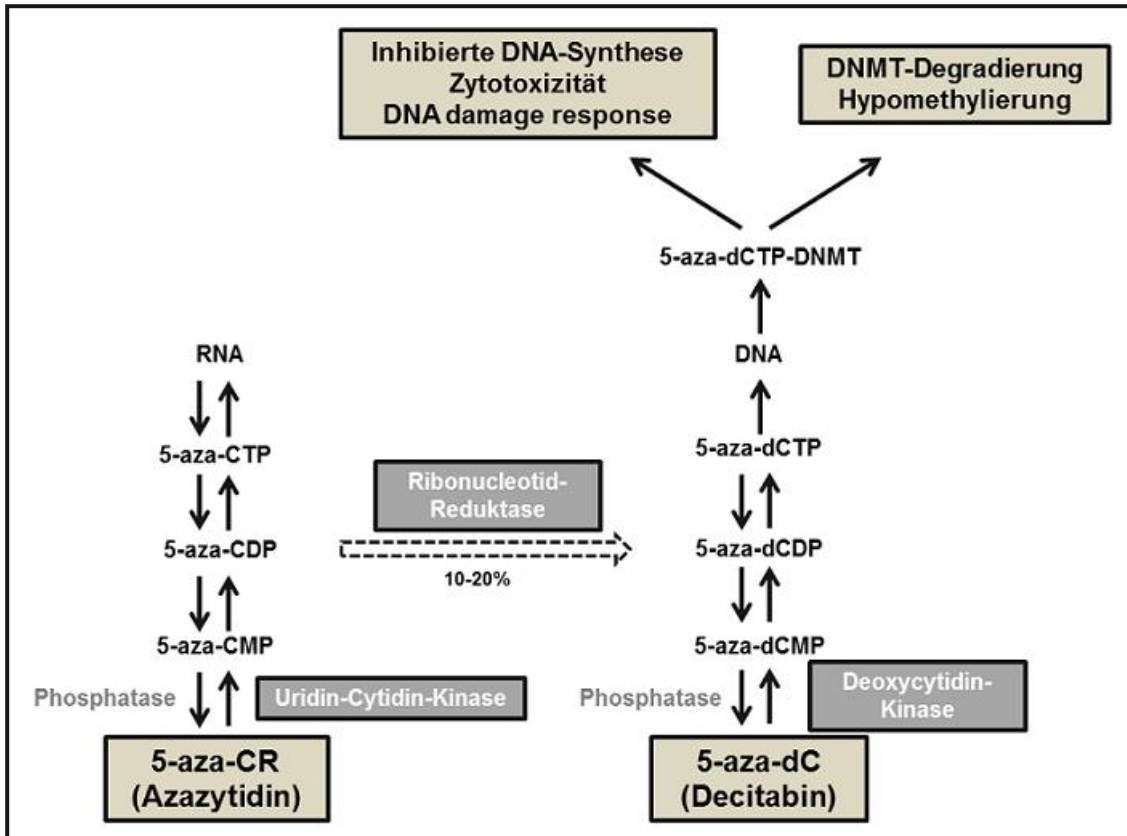 Inhibierte DNA-Synthese
Zytotoxizität
DNA damage response
DNMT-Degradierung
Hypomethylierung
5-aza-dCTP-DNMT
RNA
DNA
5-aza-CTP
5-aza-dCTP
Ribonucleotid-
Reduktase
5-aza-CDP
10-20%
5-aza-dCDP
5-aza-CMP
5-aza-dCMP
Phosphatase
Uridin-Cytidin-Kinase
Phosphatase
Deoxycytidin-
Kinase
5-aza-CR
(Azazytidin)
5-aza-dC
(Decitabin)